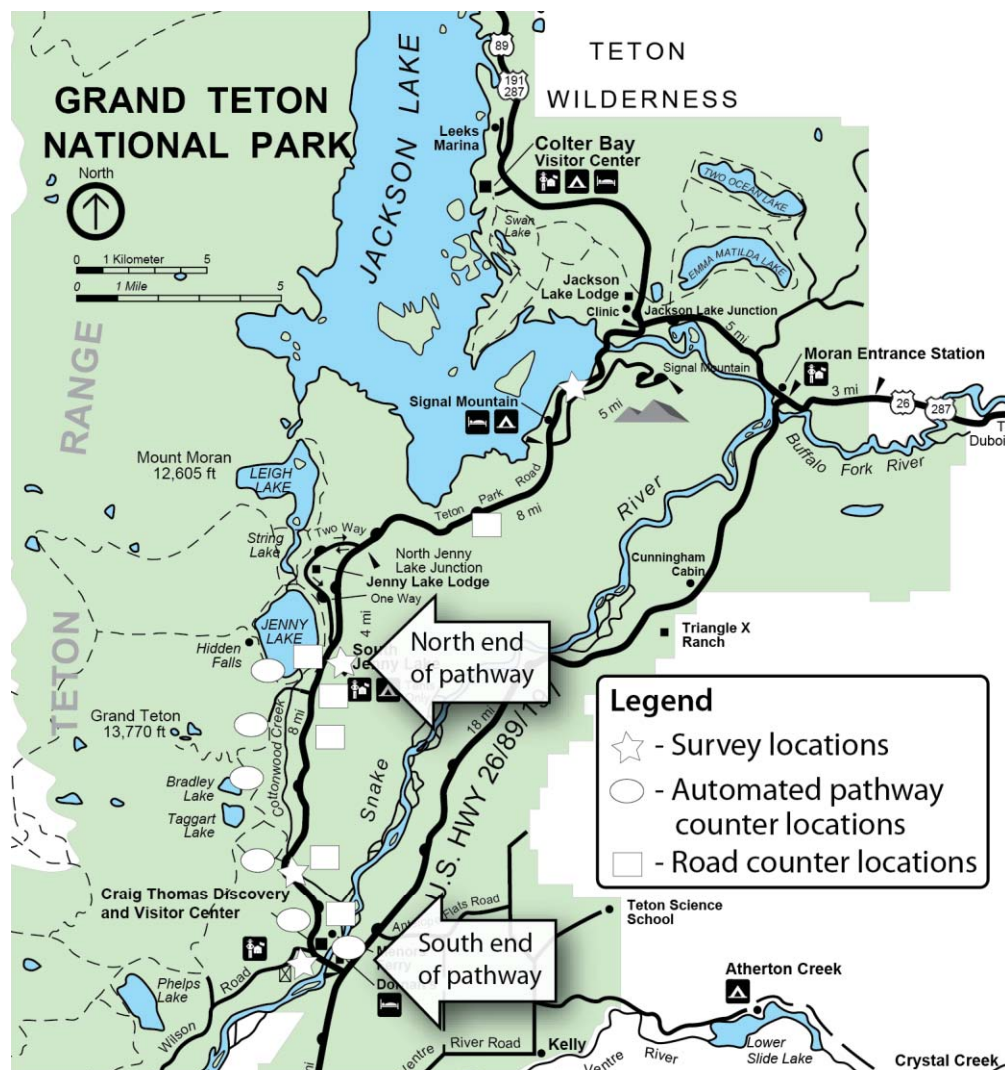 GRAND TETON
NATIONAL PARK
North
0 1 Kilometer 5
0 1 Mile 5
JACKSON LAKE
89
191
287
TETON
WILDERNESS
Leeks
Marina
Colter Bay
Visitor Center
Swan
Lake
TWO OCEAN LAKE
EMMA MATILDA LAKE
Jackson
Lake Lodge
Clinic
Jackson Lake Junction
5 mi
Moran Entrance Station
3 mi
26
287
Signal Mountain
Signal Mountain
5 mi
Buffalo
Fork River
RANGE
Mount Moran
12,605 ft
LEIGH
LAKE
Teton Park Road
8 mi
River
String
Lake
Two Way
North Jenny
Lake Junction
Jenny Lake Lodge
One Way
Cunningham
Cabin
JENNY
LAKE
4 mi
Hidden
Falls
South
Jenny Lake
North end
of pathway
Triangle X
Ranch
TETON
Grand Teton
13,770 ft
Cottonwood Creek
8 mi
18 mi
Snake
U.S. HWY 26/89/19
Bradley
Lake
Taggart
Lake
Legend
- Survey locations
- Automated pathway
counter locations
- Road counter locations
Craig Thomas Discovery
and Visitor Center
Flats Road
Teton Science
School
South end
of pathway
Phelps
Lake
Wilson Road
Atherton Creek
River Road
Kelly
Ventre River
Lower
Slide Lake
Crystal Creek